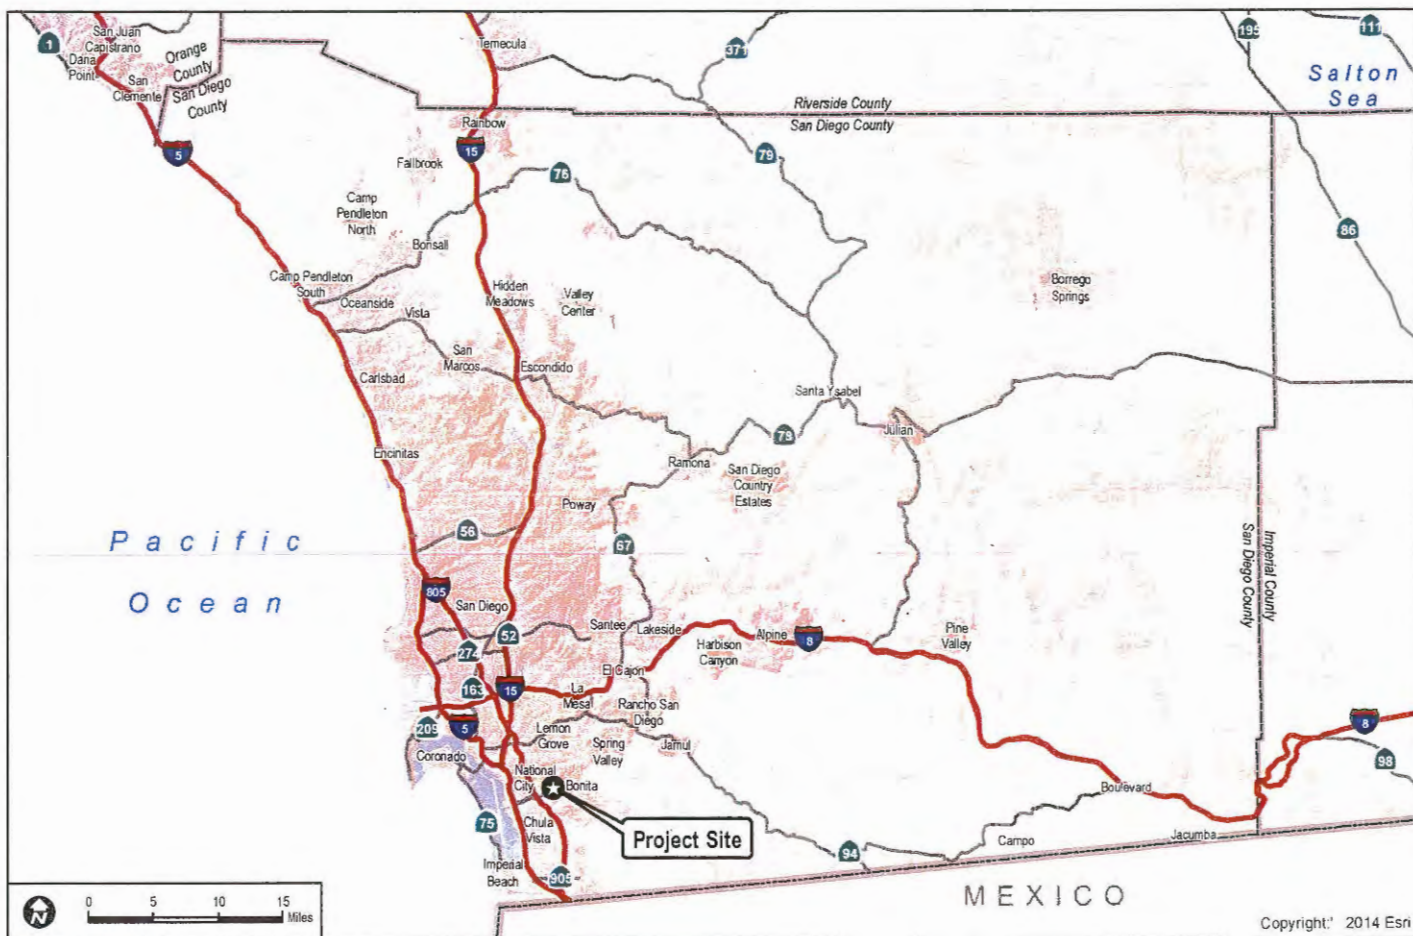 1
San Juan
Capistrano
Dana
Point
Orange
County
San
Clemente
San Diego
County
5
Temecula
371
195
111
Salton
Sea
Riverside County
San Diego County
Rainbow
15
Fallbrook
76
79
86
Camp
Pendleton
North
Bonsall
Camp Pendleton
South
Oceanside
Vista
Hidden
Meadows
Valley
Center
Borrego
Springs
San
Marcos
Escondido
Carlsbad
Santa Ysabel
Julian
78
Encinitas
Ramona
San Diego
Country
Estates
Poway
56
67
Pacific
Ocean
San Diego County
Imperial County
805
San Diego
52
274
Santee
Lakeside
Harbison
Canyon
Alpine
8
Pine
Valley
El Cajon
163
15
La
Mesa
Rancho San
Diego
209
5
Lemon
Grove
Spring
Valley
Jamul
Coronado
National
City
Bonita
8
98
Boulevard
75
Chula
Vista
Project Site
94
Campo
Jacumba
Imperial
Beach
905
MEXICO
N
0 5 10 15
Miles
Copyright:' 2014 Esri